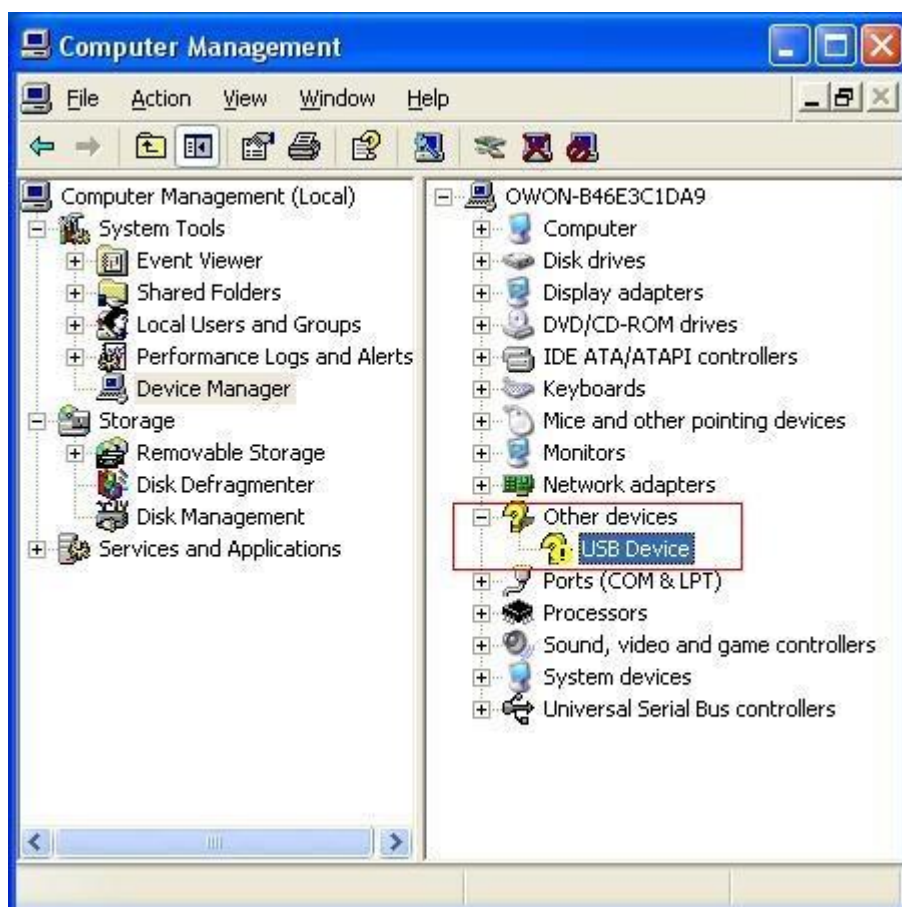 Computer Management
File Action View Window Help
Computer Management (Local)
System Tools
Event Viewer
Shared Folders
Local Users and Groups
Performance Logs and Alerts
Device Manager
Storage
Removable Storage
Disk Defragmenter
Disk Management
Services and Applications
OWON-B46E3C1DA9
Computer
Disk drives
Display adapters
DVD/CD-ROM drives
IDE ATA/ATAPI controllers
Keyboards
Mice and other pointing devices
Monitors
Network adapters
Other devices
USB Device
Ports (COM & LPT)
Processors
Sound, video and game controllers
System devices
Universal Serial Bus controllers